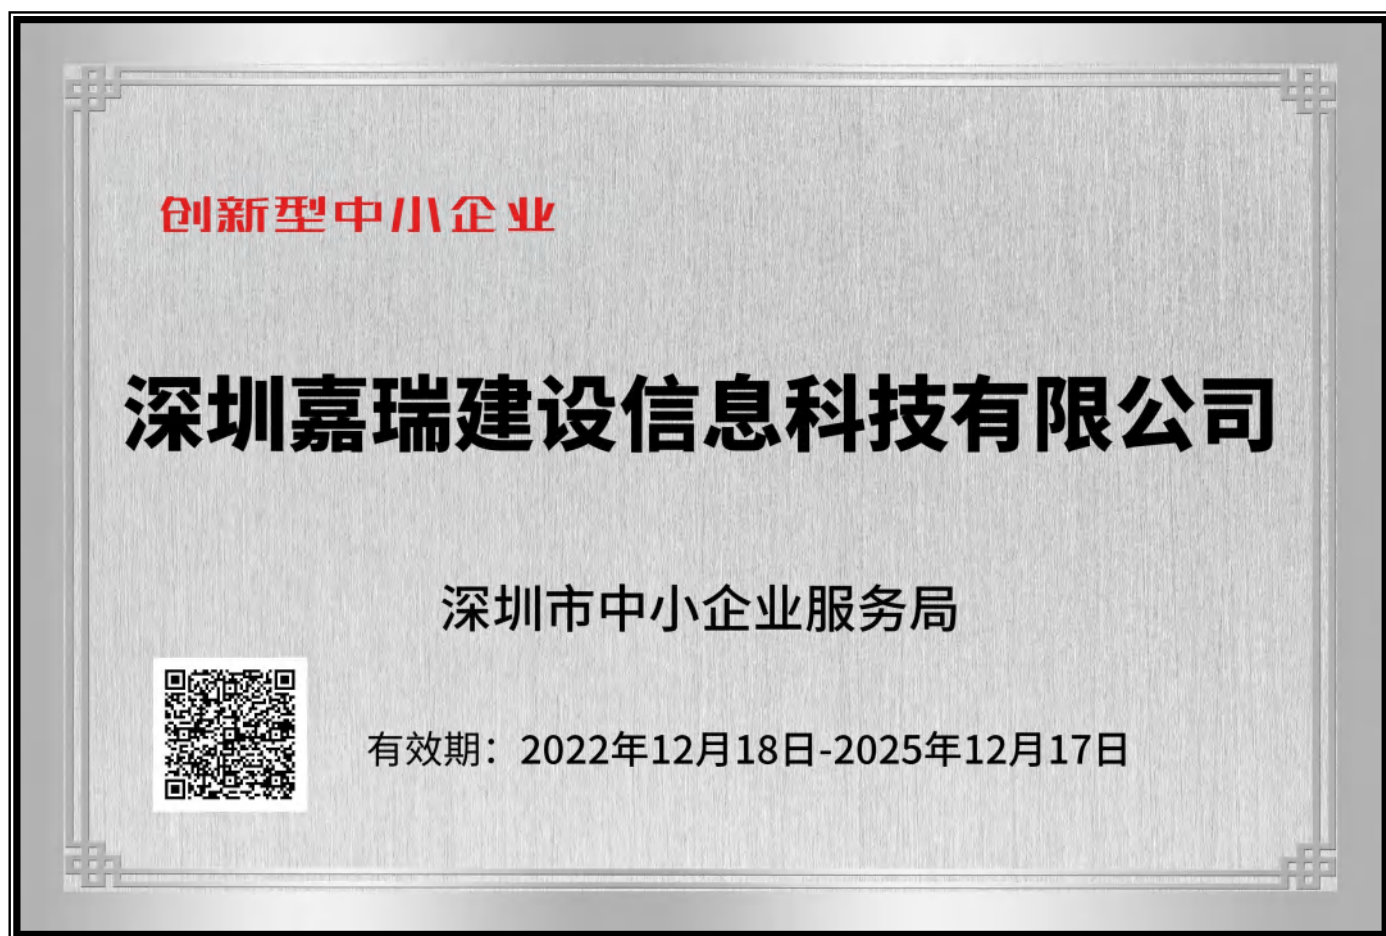 创新型中小企业
深圳嘉瑞建设信息科技有限公司
深圳市中小企业服务局
有效期：2022年12月18日-2025年12月17日